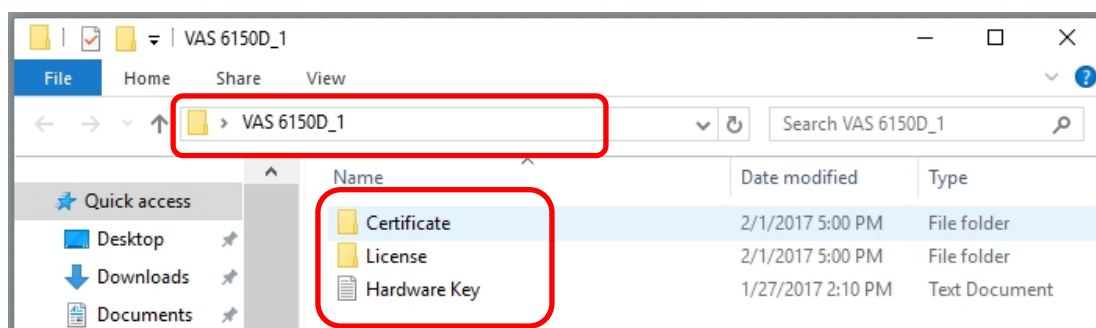 VAS 6150D_1
File Home Share View
VAS 6150D_1 Search VAS 6150D_1
Name Date modified Type
Quick access
Certificate 2/1/2017 5:00 PM File folder
Desktop
License 2/1/2017 5:00 PM File folder
Downloads
Hardware Key 1/27/2017 2:10 PM Text Document
Documents